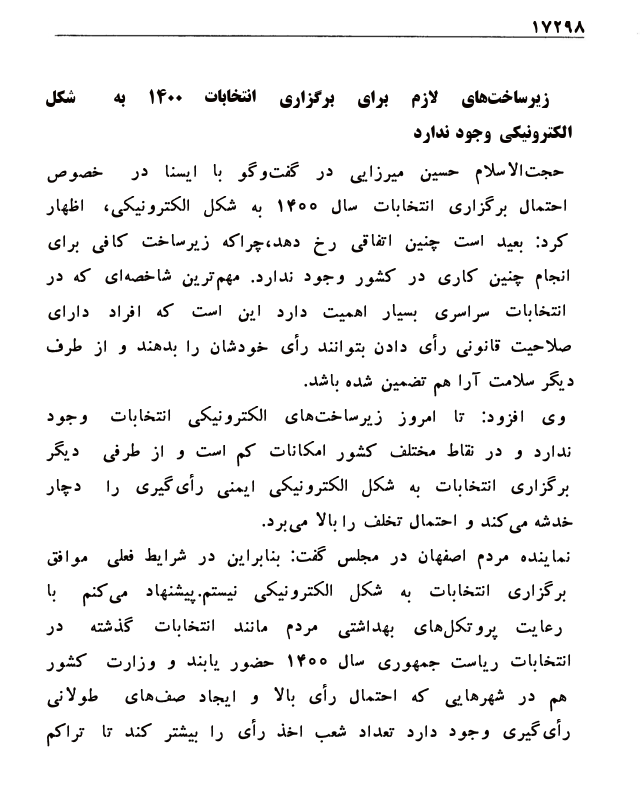 ۱۷۲۹۸
زیرساخت‌های لازم برای برگزاری انتخابات ۱۴۰۰ به شکل
الکترونیکی وجود ندارد
حجت‌الاسلام حسین میرزایی در گفت‌وگو با ایسنا در خصوص
احتمال برگزاری انتخابات سال ۱۴۰۰ به شکل الکترونیکی، اظهار
کرد: بعید است چنین اتفاقی رخ دهد،چراکه زیرساخت کافی برای
انجام چنین کاری در کشور وجود ندارد. مهم‌ترین شاخصه‌ای که در
انتخابات سراسری بسیار اهمیت دارد این است که افراد دارای
صلاحیت قانونی رأی دادن بتوانند رأی خودشان را بدهند و از طرف
دیگر سلامت آرا هم تضمین شده باشد.
وی افزود: تا امروز زیرساخت‌های الکترونیکی انتخابات وجود
ندارد و در نقاط مختلف کشور امکانات کم است و از طرفی دیگر
برگزاری انتخابات به شکل الکترونیکی ایمنی رأی‌گیری را دچار
خدشه می‌کند و احتمال تخلف را بالا می‌برد.
نماینده مردم اصفهان در مجلس گفت: بنابراین در شرایط فعلی موافق
برگزاری انتخابات به شکل الکترونیکی نیستم.پیشنهاد می‌کنم با
رعایت پروتکل‌های بهداشتی مردم مانند انتخابات گذشته در
انتخابات ریاست جمهوری سال ۱۴۰۰ حضور یابند و وزارت کشور
هم در شهرهایی که احتمال رأی بالا و ایجاد صف‌های طولانی
رأی‌گیری وجود دارد تعداد شعب اخذ رأی را بیشتر کند تا تراکم